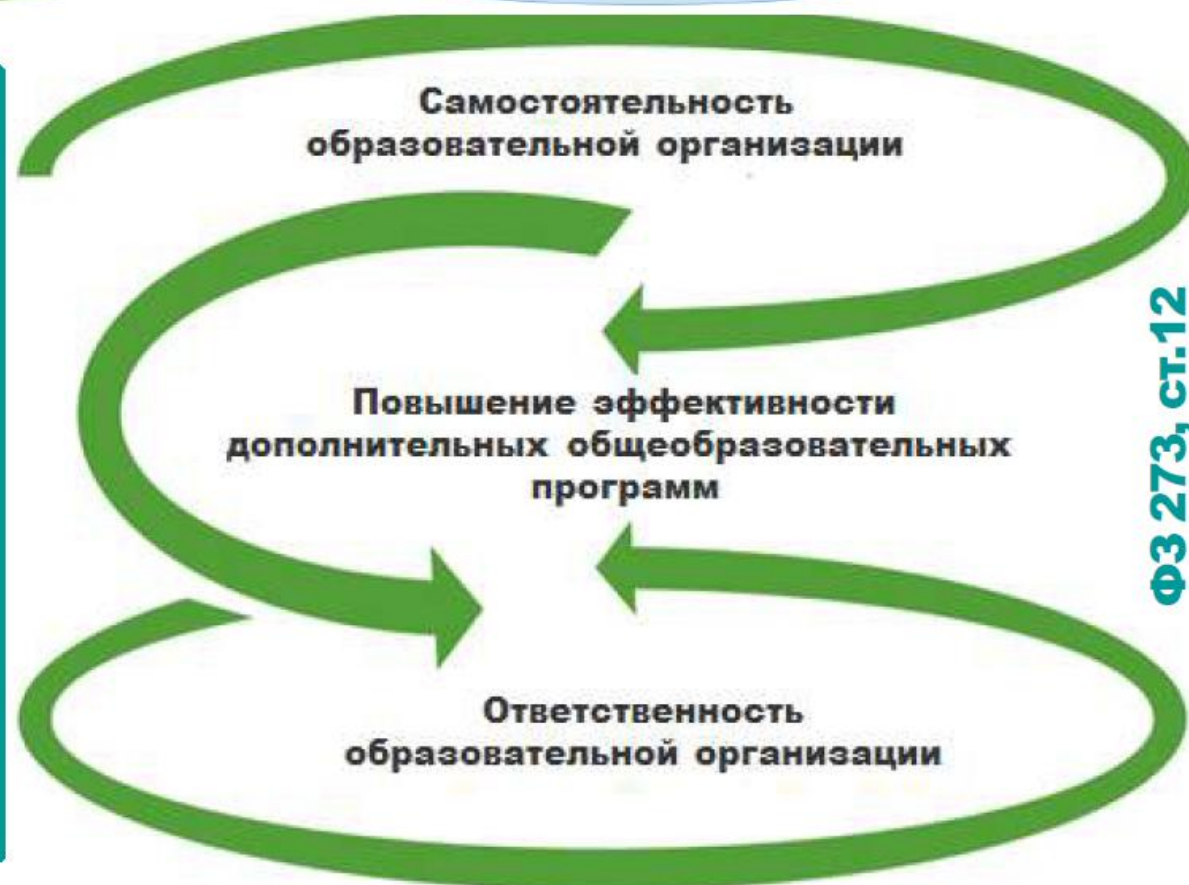 Самостоятельность
образовательной организации
Повышение эффективности
дополнительных общеобразовательных
программ
Ответственность
образовательной организации
ФЗ 273, ст.12